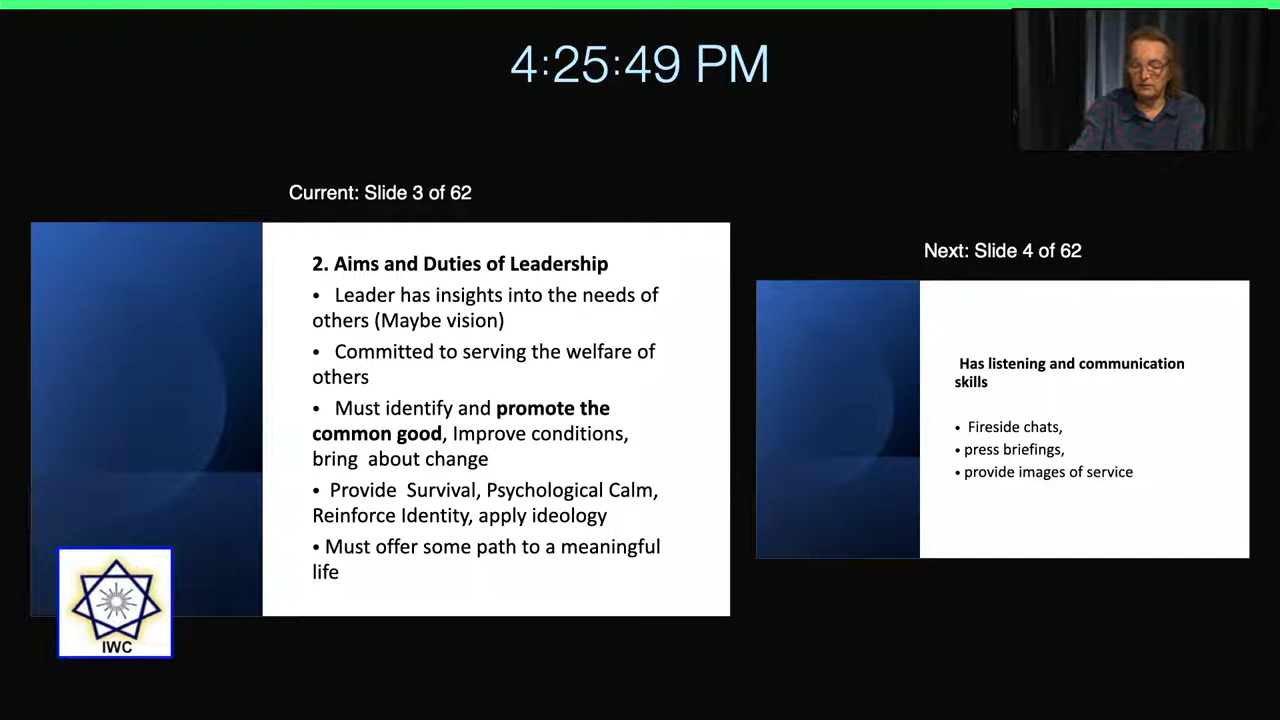 4:25:49 PM
Current: Slide 3 of 62
2. Aims and Duties of Leadership
• Leader has insights into the needs of
others (Maybe vision)
• Committed to serving the welfare of
others
• Must identify and promote the
common good, Improve conditions,
bring about change
• Provide Survival, Psychological Calm,
Reinforce Identity, apply ideology
• Must offer some path to a meaningful
life
IWC
Next: Slide 4 of 62
Has listening and communication
skills
• Fireside chats,
• press briefings,
• provide images of service